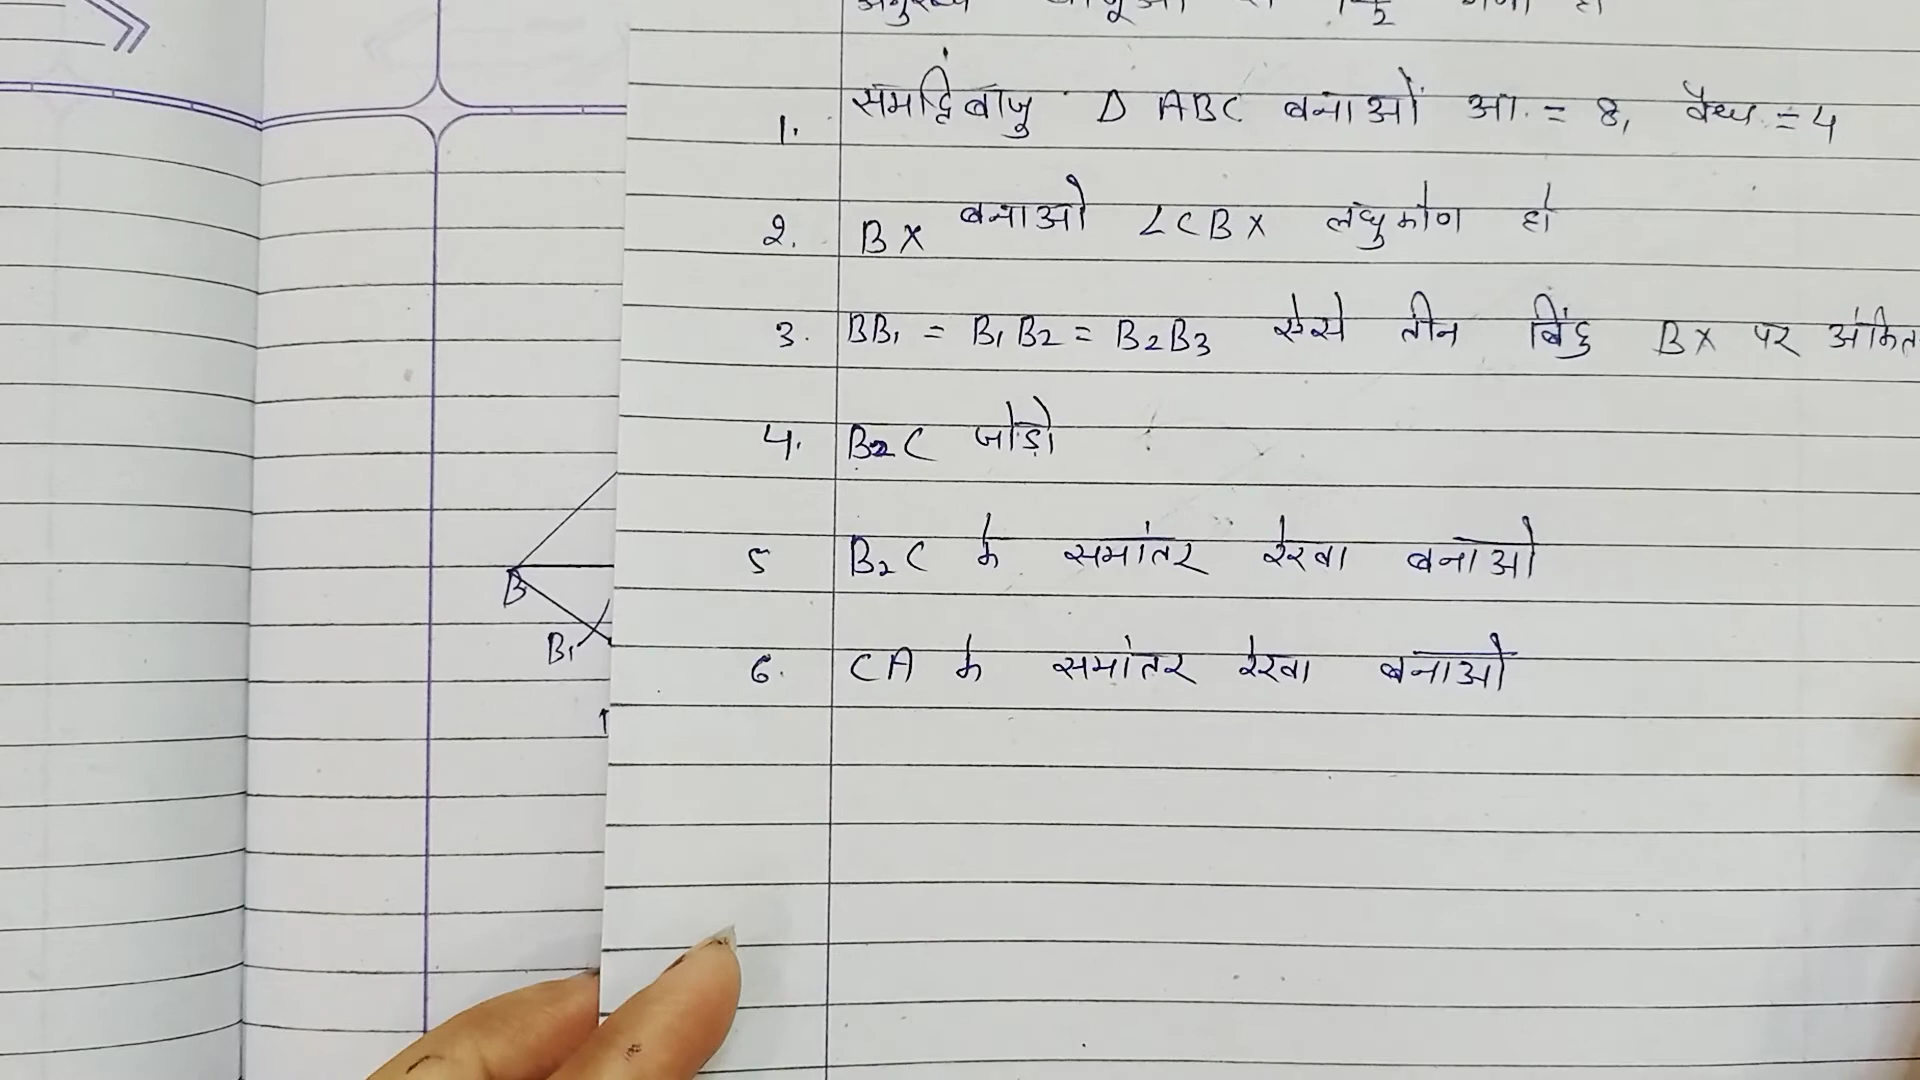 1. समद्विबाजु Δ ABC बनाओं आ. = 8, वेध = 4
2. BX बनाओ ∠CBX लघुकोण हो
3. BB₁ = B₁B₂ = B₂B₃ ऐसे तीन बिंदु BX पर अंकित
4. B₂C जोड़ो
5 B₂C के समांतर रेखा बनाओ
6. CA के समांतर रेखा बनाओ
B
B₁